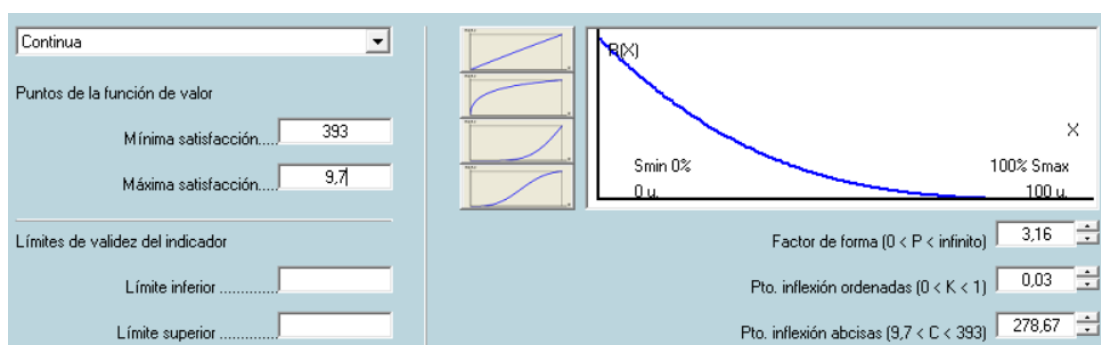 Continua
Puntos de la función de valor
Mínima satisfacción..... 393
Máxima satisfacción..... 9,7
Límites de validez del indicador
Límite inferior ..............
Límite superior ..............
R(X)
X
Smin 0%
100% Smax
0 u.
100 u.
Factor de forma (0 < P < infinito) 3,16
Pto. inflexión ordenadas (0 < K < 1) 0,03
Pto. inflexión abcisas (9,7 < C < 393) 278,67